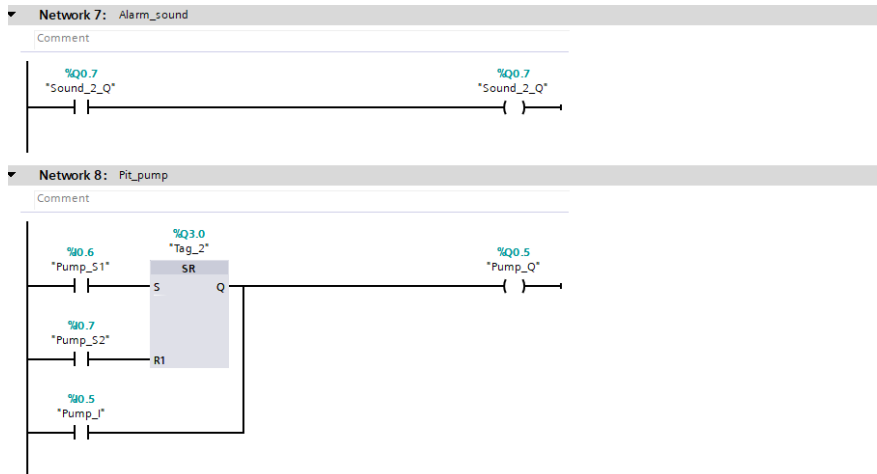 Network 7: Alarm_sound
Comment
%Q0.7 %Q0.7
"Sound_2_Q" "Sound_2_Q"
Network 8: Pit_pump
Comment
%Q3.0
%I0.6 "Tag_2" %Q0.5
"Pump_S1" SR "Pump_Q"
S Q
%I0.7
"Pump_S2"
R1
%I0.5
"Pump_I"